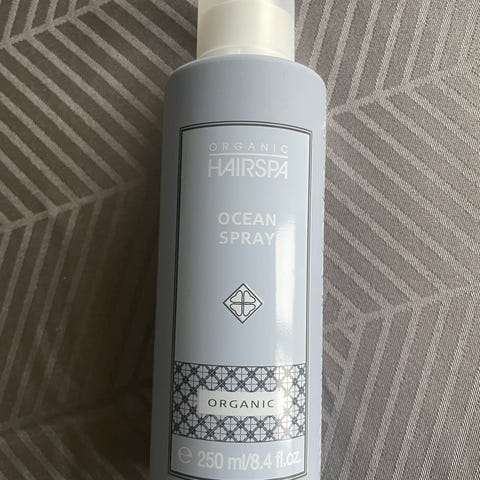 ORGANIC
HAIRSPA
OCEAN
SPRAY
ORGANIC
℮ 250 ml/8.4 fl.oz.